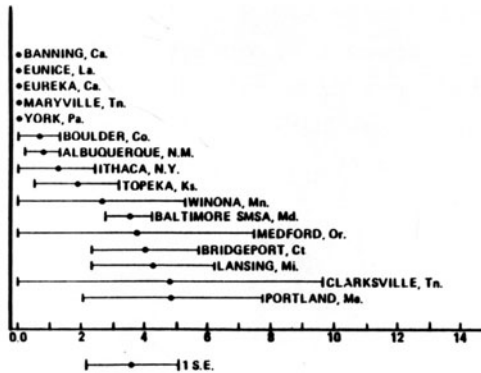 BANNING, Ca.
EUNICE, La.
EUREKA, Ca.
MARYVILLE, Tn.
YORK, Pa.
BOULDER, Co.
ALBUQUERQUE, N.M.
ITHACA, N.Y.
TOPEKA, Ks.
WINONA, Mn.
BALTIMORE SMSA, Md.
MEDFORD, Or.
BRIDGEPORT, Ct
LANSING, Mi.
CLARKSVILLE, Tn.
PORTLAND, Me.
0.0 2 4 6 8 10 12 14
1 S.E.